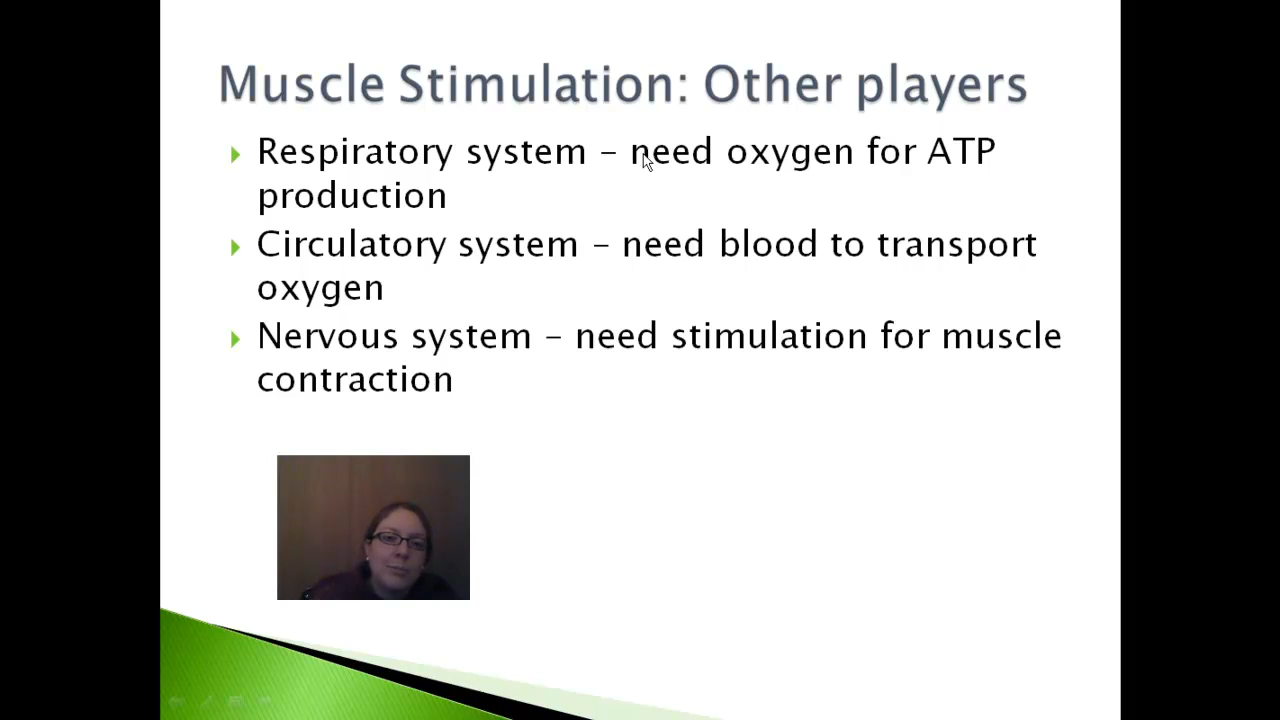 Muscle Stimulation: Other players
Respiratory system – need oxygen for ATP
production
Circulatory system – need blood to transport
oxygen
Nervous system – need stimulation for muscle
contraction